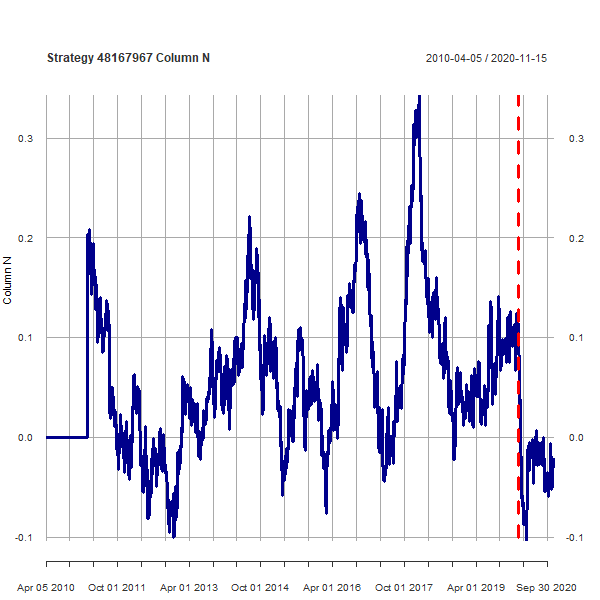 Strategy 48167967 Column N
2010-04-05 / 2020-11-15
0.3
0.3
0.2
0.2
Column N
0.1
0.1
0.0
0.0
-0.1
-0.1
Apr 05 2010
Oct 01 2011
Apr 01 2013
Oct 01 2014
Apr 01 2016
Oct 01 2017
Apr 01 2019
Sep 30 2020